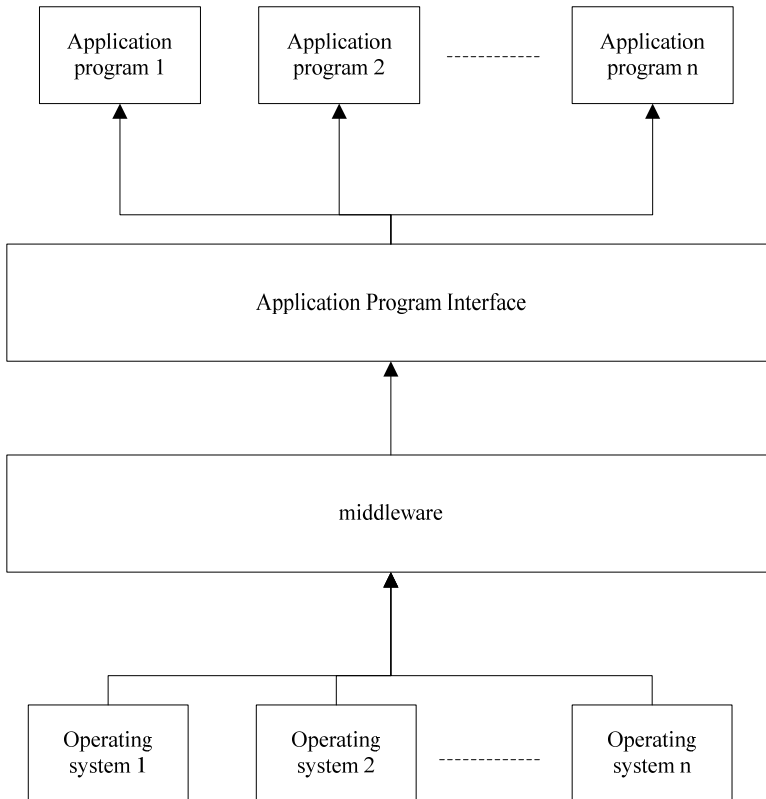 Application
program 1
Application
program 2
Application
program n
Application Program Interface
middleware
Operating
system 1
Operating
system 2
Operating
system n